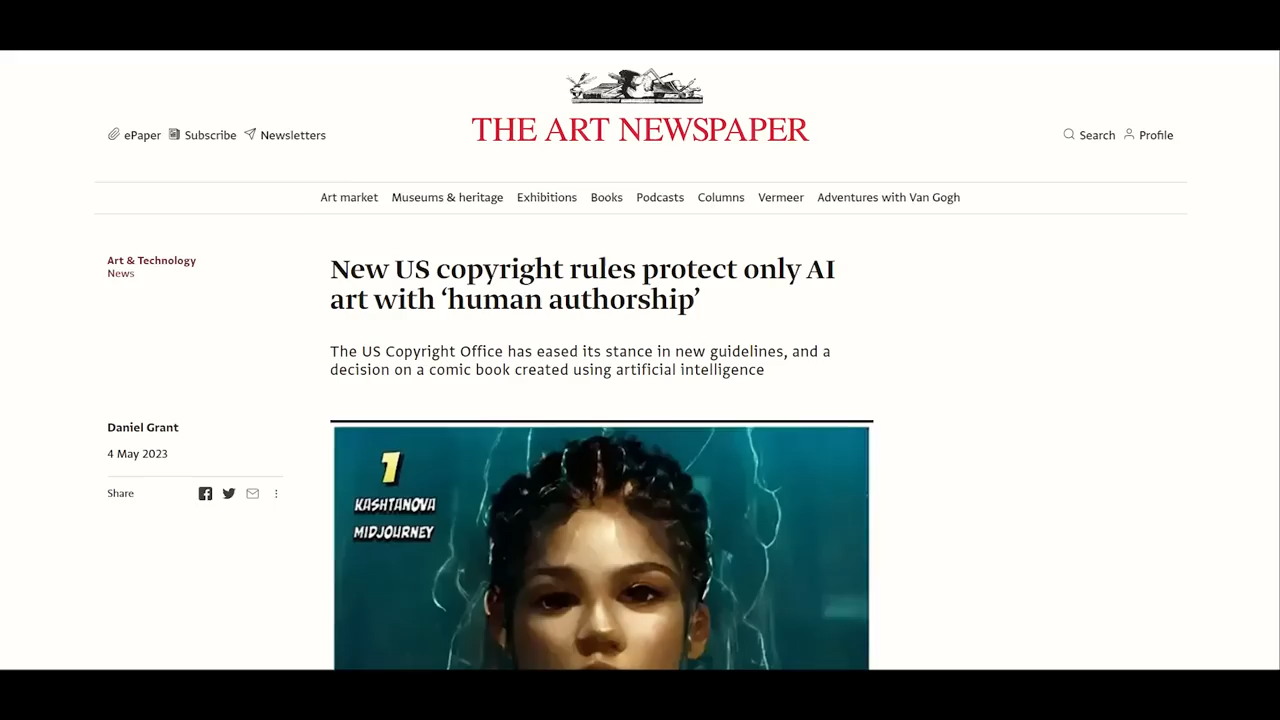 THE ART NEWSPAPER
ePaper Subscribe Newsletters
Search Profile
Art market Museums & heritage Exhibitions Books Podcasts Columns Vermeer Adventures with Van Gogh
Art & Technology
News
New US copyright rules protect only AI
art with ‘human authorship’
The US Copyright Office has eased its stance in new guidelines, and a
decision on a comic book created using artificial intelligence
Daniel Grant
4 May 2023
Share
1
KASHTANOVA
MIDJOURNEY